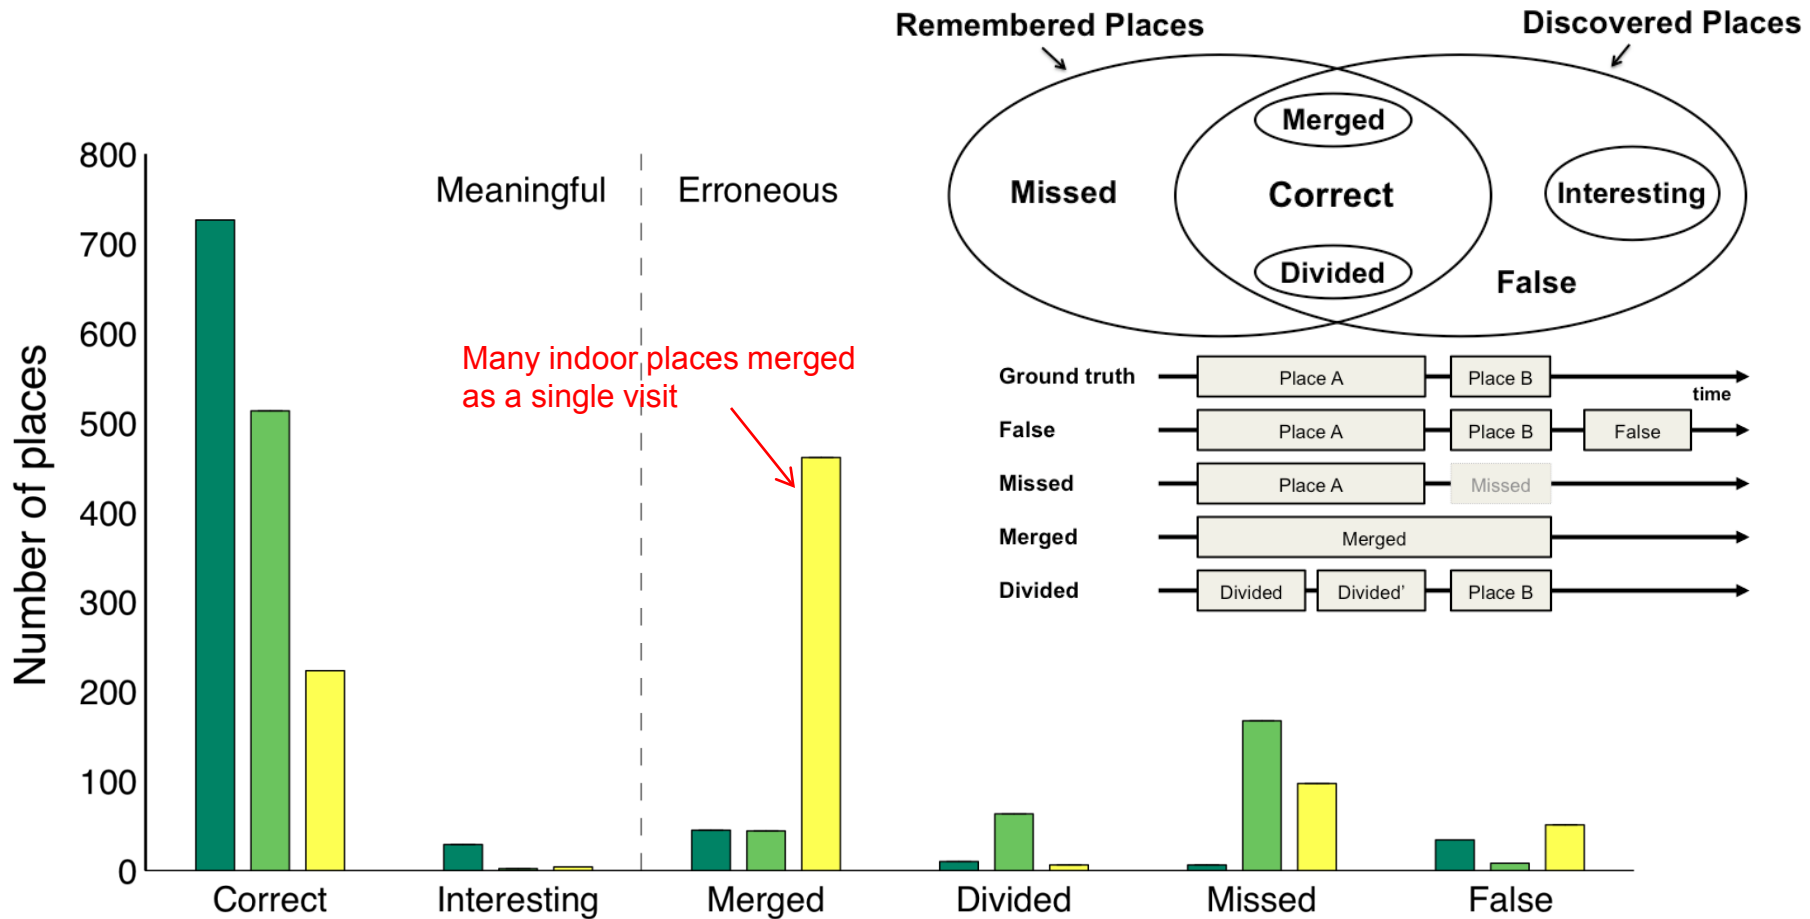 Remembered Places
Discovered Places
Merged
Missed
Correct
Interesting
Divided
False
800
700
600
500
400
300
200
100
0
Number of places
Meaningful
Erroneous
Many indoor places merged
as a single visit
Ground truth
Place A
Place B
time
False
Place A
Place B
False
Missed
Place A
Missed
Merged
Merged
Divided
Divided
Divided’
Place B
Correct
Interesting
Merged
Divided
Missed
False